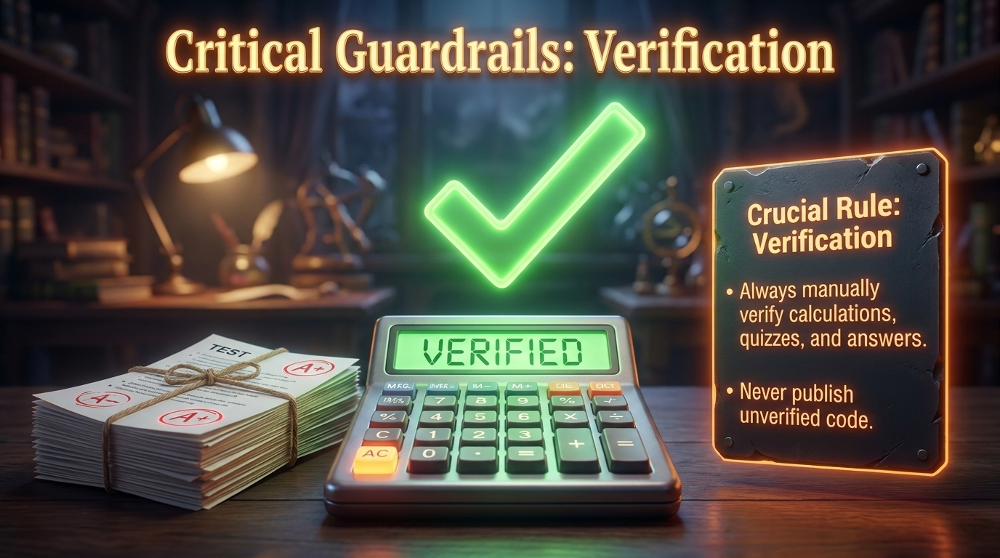 Critical Guardrails: Verification
TEST
A+
A-
A+
VERIFIED
M+
7 8 9 %
% 4 5 6 X ÷
C 1 2 3 + =
AC 0 . =
Crucial Rule:
Verification
• Always manually
verify calculations,
quizzes, and answers.
• Never publish
unverified code.